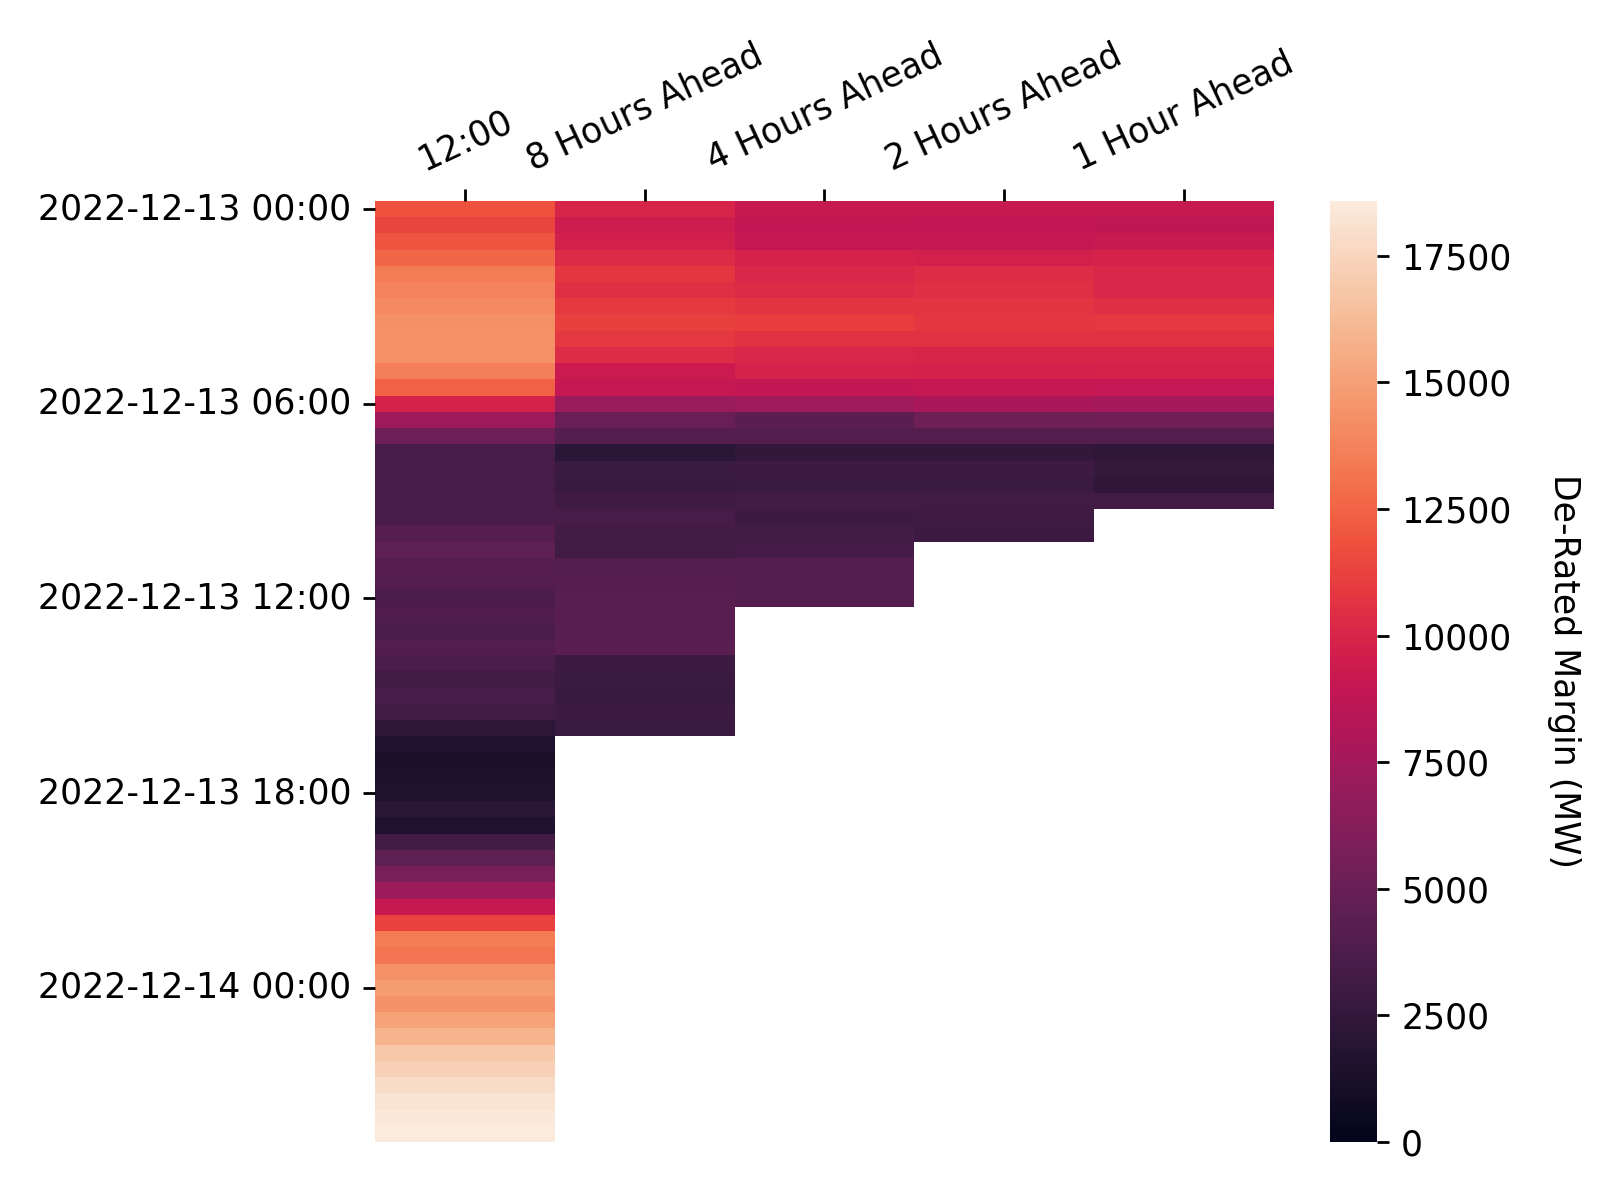 12:00
8 Hours Ahead
4 Hours Ahead
2 Hours Ahead
1 Hour Ahead
2022-12-13 00:00
2022-12-13 06:00
2022-12-13 12:00
2022-12-13 18:00
2022-12-14 00:00
17500
15000
12500
10000
7500
5000
2500
0
De-Rated Margin (MW)